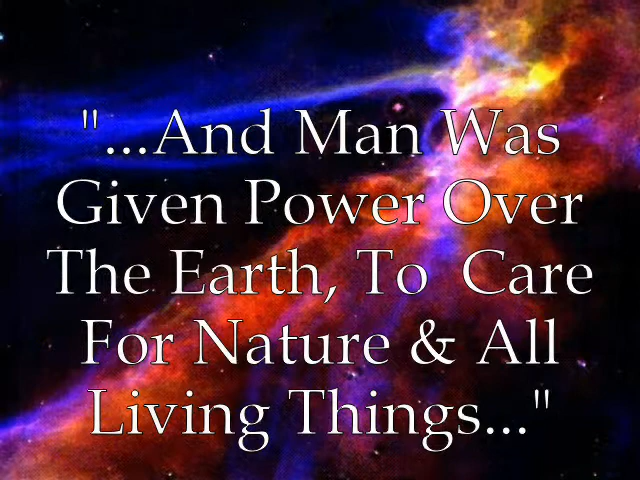 "...And Man Was
Given Power Over
The Earth, To  Care
For Nature & All
Living Things..."